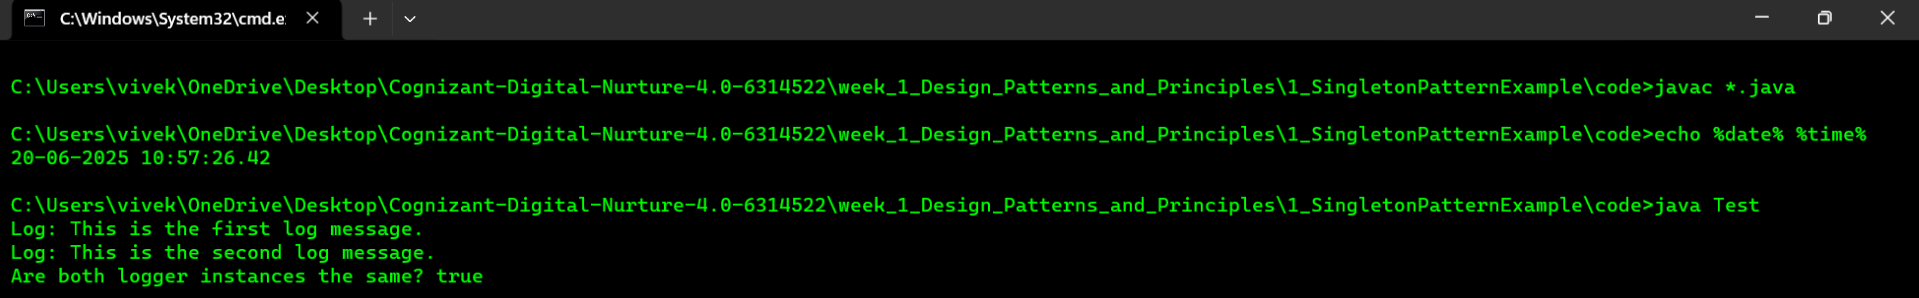 C:\Windows\System32\cmd.e
C:\Users\vivek\OneDrive\Desktop\Cognizant-Digital-Nurture-4.0-6314522\week_1_Design_Patterns_and_Principles\1_SingletonPatternExample\code>javac *.java
C:\Users\vivek\OneDrive\Desktop\Cognizant-Digital-Nurture-4.0-6314522\week_1_Design_Patterns_and_Principles\1_SingletonPatternExample\code>echo %date% %time%
20-06-2025 10:57:26.42
C:\Users\vivek\OneDrive\Desktop\Cognizant-Digital-Nurture-4.0-6314522\week_1_Design_Patterns_and_Principles\1_SingletonPatternExample\code>java Test
Log: This is the first log message.
Log: This is the second log message.
Are both logger instances the same? true